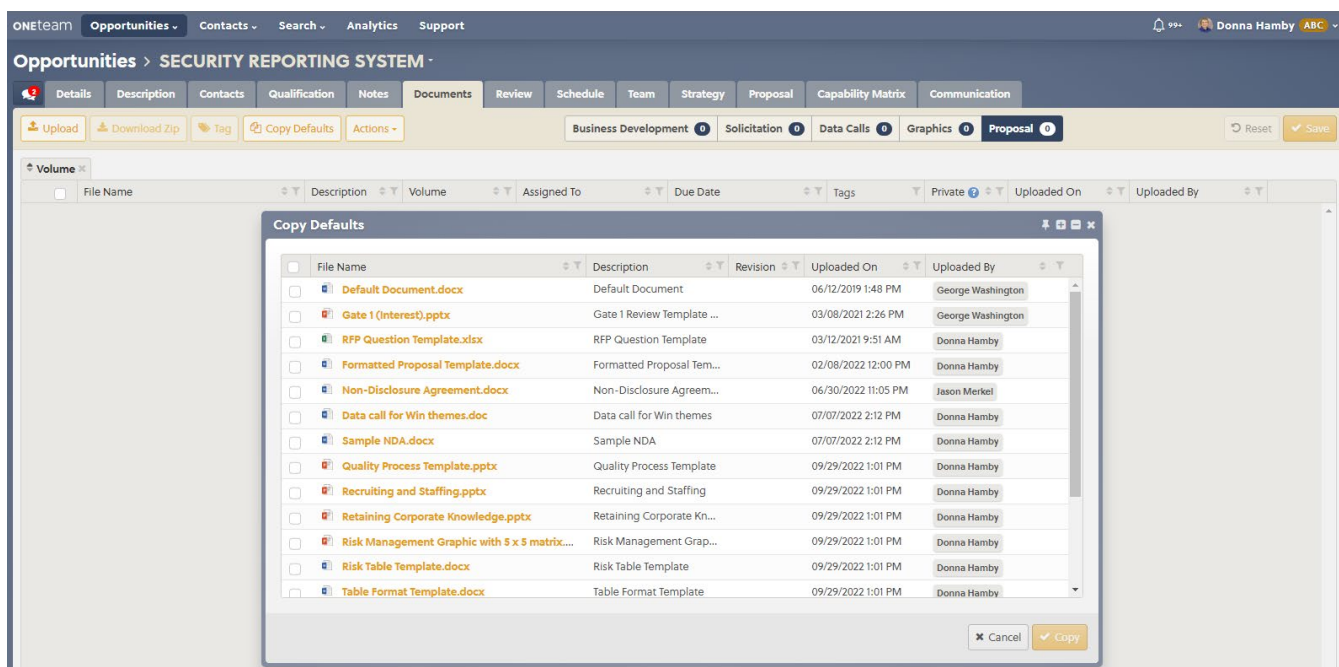 ONEteam Opportunities Contacts Search Analytics Support 99+ Donna Hamby ABC
Opportunities > SECURITY REPORTING SYSTEM
2 Details Description Contacts Qualification Notes Documents Review Schedule Team Strategy Proposal Capability Matrix Communication
Upload Download Zip Tag Copy Defaults Actions Business Development 0 Solicitation 0 Data Calls 0 Graphics 0 Proposal 0 Reset Save
Volume
File Name Description Volume Assigned To Due Date Tags Private ? Uploaded On Uploaded By
Copy Defaults
File Name Description Revision Uploaded On Uploaded By
Default Document.docx Default Document 06/12/2019 1:48 PM George Washington
Gate 1 (Interest).pptx Gate 1 Review Template ... 03/08/2021 2:26 PM George Washington
RFP Question Template.xlsx RFP Question Template 03/12/2021 9:51 AM Donna Hamby
Formatted Proposal Template.docx Formatted Proposal Tem... 02/08/2022 12:00 PM Donna Hamby
Non-Disclosure Agreement.docx Non-Disclosure Agreem... 06/30/2022 11:05 PM Jason Merkel
Data call for Win themes.doc Data call for Win themes 07/07/2022 2:12 PM Donna Hamby
Sample NDA.docx Sample NDA 07/07/2022 2:12 PM Donna Hamby
Quality Process Template.pptx Quality Process Template 09/29/2022 1:01 PM Donna Hamby
Recruiting and Staffing.pptx Recruiting and Staffing 09/29/2022 1:01 PM Donna Hamby
Retaining Corporate Knowledge.pptx Retaining Corporate Kn... 09/29/2022 1:01 PM Donna Hamby
Risk Management Graphic with 5 x 5 matrix.... Risk Management Grap... 09/29/2022 1:01 PM Donna Hamby
Risk Table Template.docx Risk Table Template 09/29/2022 1:01 PM Donna Hamby
Table Format Template.docx Table Format Template 09/29/2022 1:01 PM Donna Hamby
Cancel Copy